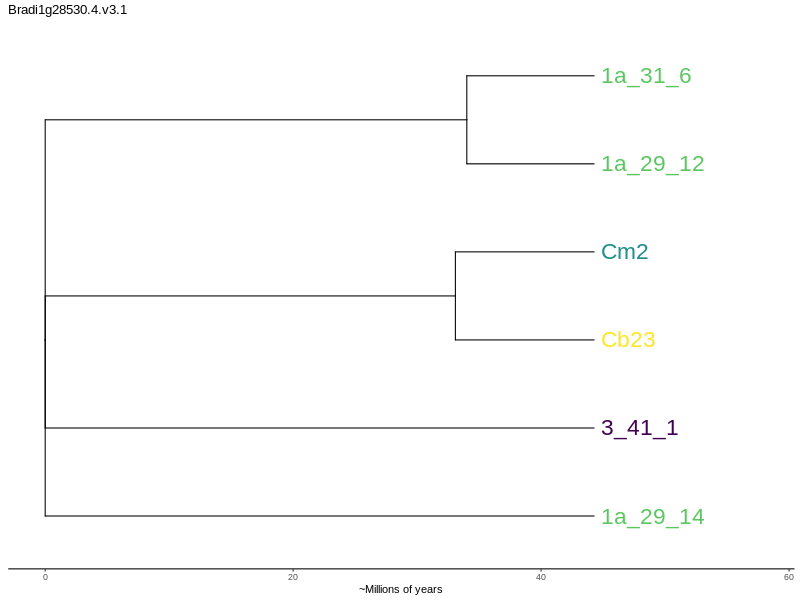 Bradi1g28530.4.v3.1
1a_31_6
1a_29_12
Cm2
Cb23
3_41_1
1a_29_14
0 20 40 60
~Millions of years